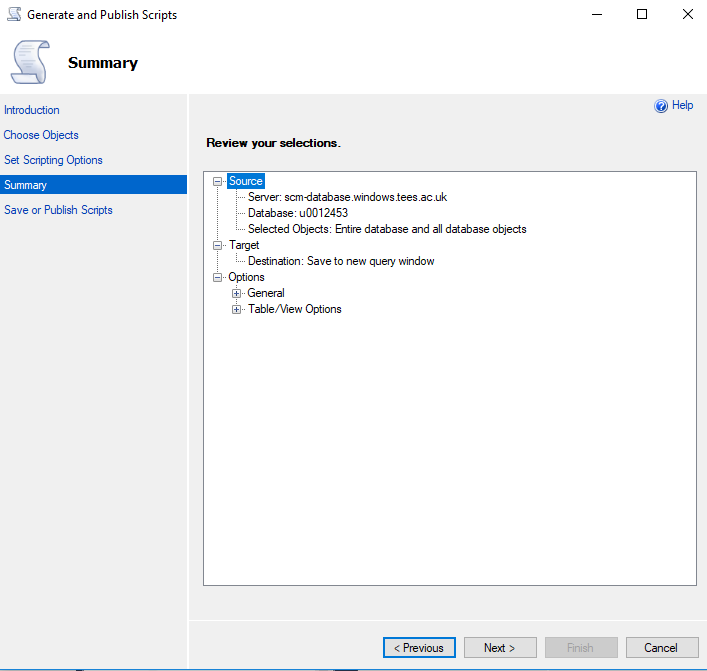 Generate and Publish Scripts
Summary
Introduction
Choose Objects
Set Scripting Options
Summary
Save or Publish Scripts
Help
Review your selections.
Source
Server: scm-database.windows.tees.ac.uk
Database: u0012453
Selected Objects: Entire database and all database objects
Target
Destination: Save to new query window
Options
General
Table/View Options
< Previous
Next >
Finish
Cancel